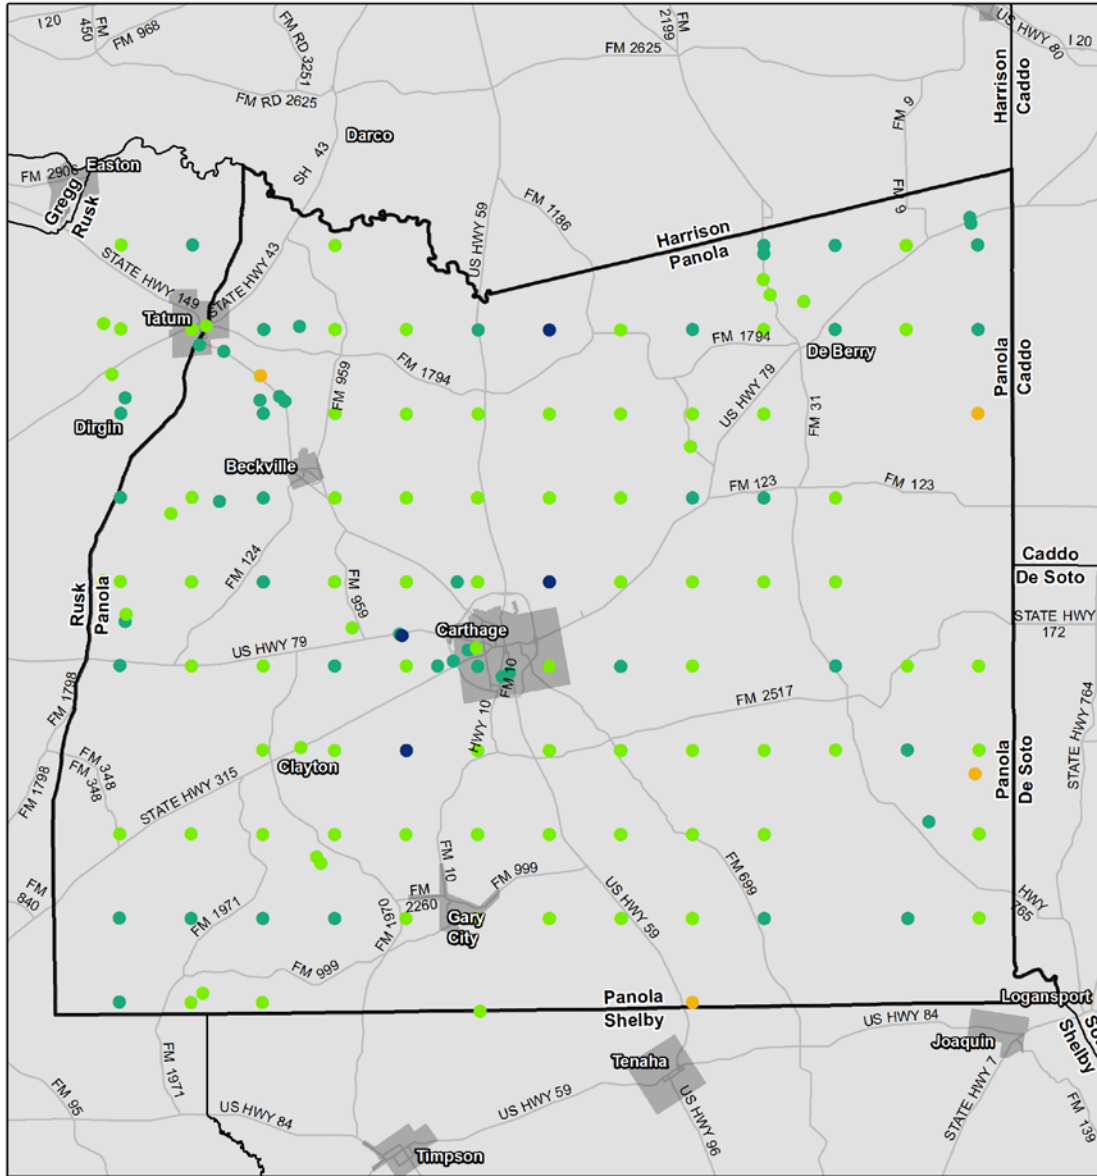 I 20
FM
450
FM 968
FM RD 3251
FM
2199
FM 2625
US HWY 80
I 20
Harrison
Caddo
FM RD 2625
FM 9
Darco
SH 43
Easton
FM 2906
Gregg
Rusk
FM 9
FM 1186
US HWY 59
Harrison
Panola
STATE HWY 149
STATE HWY 43
Tatum
FM 1794
De Berry
Panola
Caddo
FM 1794
FM 959
US HWY 79
FM 31
Dirgin
Beckville
FM 123
FM 123
FM 124
Caddo
De Soto
Rusk
Panola
FM 959
STATE HWY
172
Carthage
US HWY 79
FM 10
FM 1798
FM 2517
STATE HWY 764
HWY 10
Panola
De Soto
FM 348
FM 348
Clayton
STATE HWY 315
FM 1798
FM 10
FM 999
FM 699
FM
840
FM
2260
US HWY 59
HWY
765
FM 1971
FM 1970
Gary
City
FM 999
Panola
Shelby
Logansport
US HWY 84
Joaquin
Shelby
Tenaha
FM 1971
STATE HWY 7
FM 95
US HWY 84
US HWY 59
US HWY 96
FM 139
Timpson